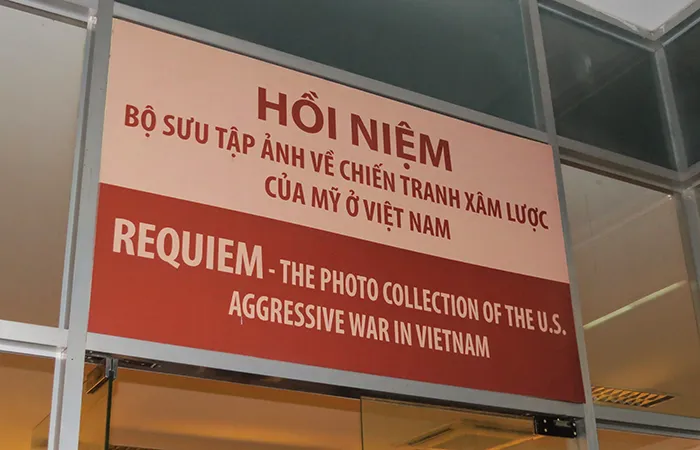 HỒI NIỆM
BỘ SƯU TẬP ẢNH VỀ CHIẾN TRANH XÂM LƯỢC
CỦA MỸ Ở VIỆT NAM
REQUIEM - THE PHOTO COLLECTION OF THE U.S.
AGGRESSIVE WAR IN VIETNAM